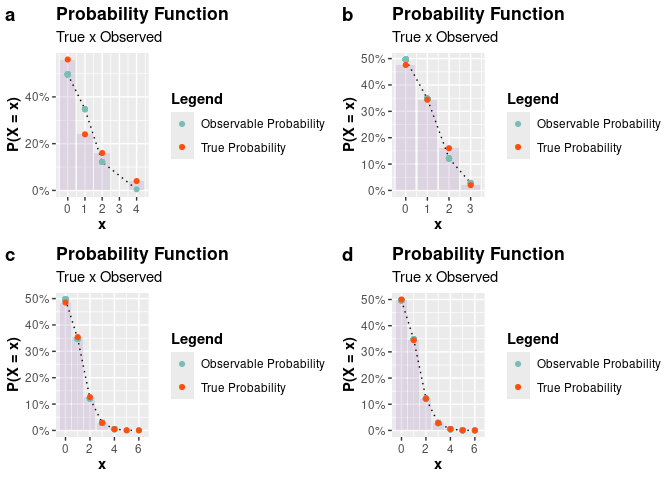 a
Probability Function
True x Observed
P(X = x)
40%
20%
0%
0 1 2 3 4
x
Legend
Observable Probability
True Probability
b
Probability Function
True x Observed
P(X = x)
50%
40%
30%
20%
10%
0%
0 1 2 3
x
Legend
Observable Probability
True Probability
c
Probability Function
True x Observed
P(X = x)
50%
40%
30%
20%
10%
0%
0 2 4 6
x
Legend
Observable Probability
True Probability
d
Probability Function
True x Observed
P(X = x)
50%
40%
30%
20%
10%
0%
0 2 4 6
x
Legend
Observable Probability
True Probability